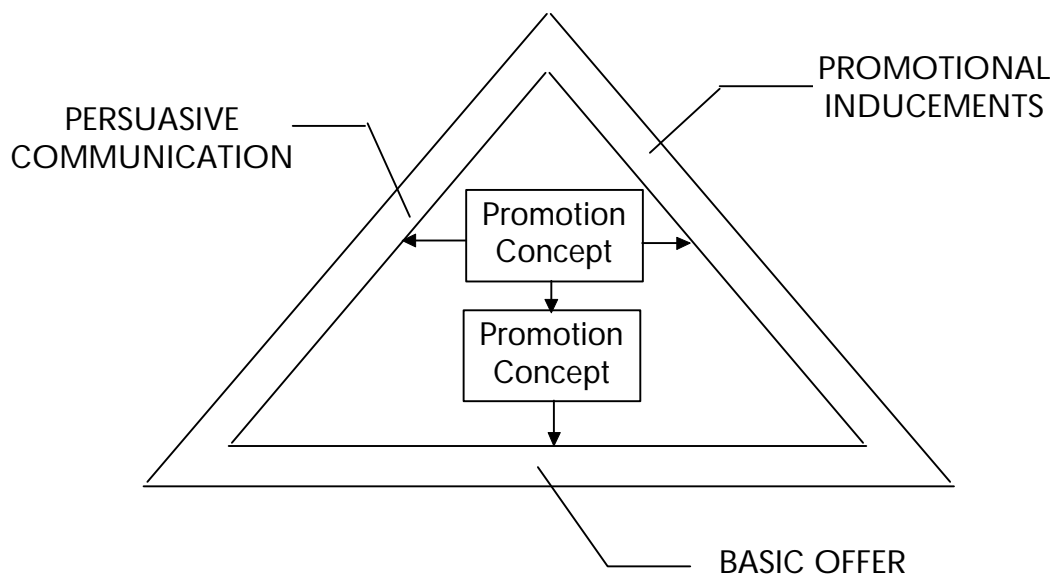 PROMOTIONAL
INDUCEMENTS
PERSUASIVE
COMMUNICATION
Promotion
Concept
Promotion
Concept
BASIC OFFER